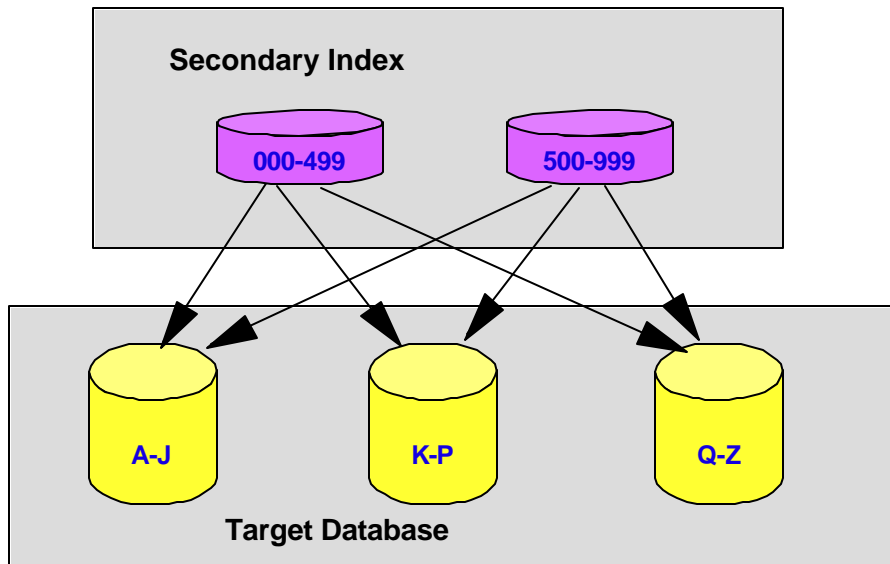 Secondary Index
000-499
500-999
A-J
K-P
Q-Z
Target Database